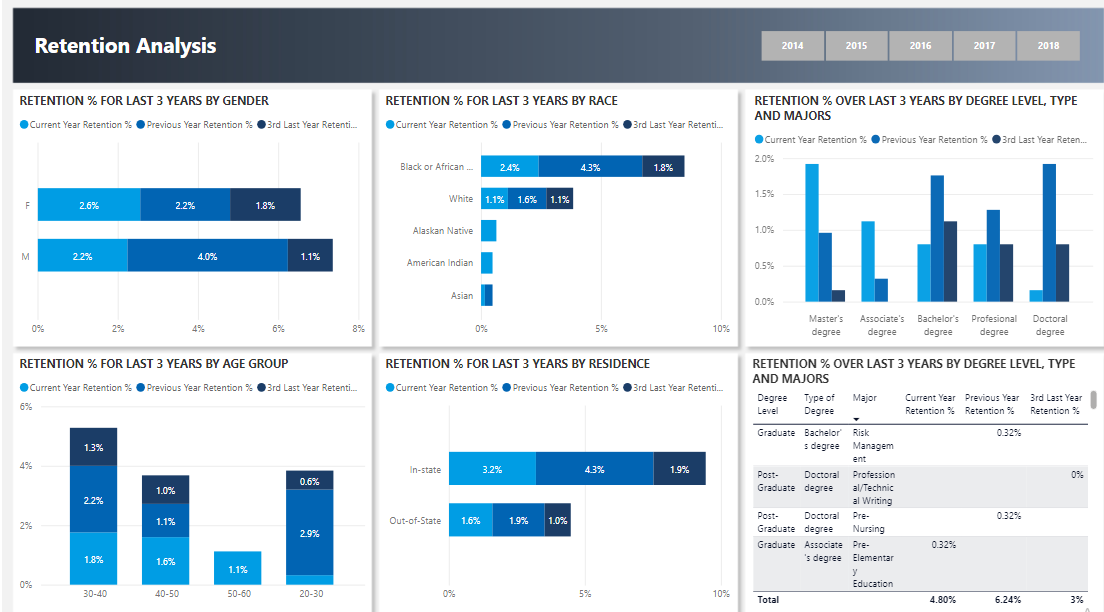 Retention Analysis
2014 2015 2016 2017 2018
RETENTION % FOR LAST 3 YEARS BY GENDER
Current Year Retention % Previous Year Retention % 3rd Last Year Retenti...
F 2.6% 2.2% 1.8%
M 2.2% 4.0% 1.1%
0% 2% 4% 6% 8%
RETENTION % FOR LAST 3 YEARS BY RACE
Current Year Retention % Previous Year Retention % 3rd Last Year Retenti...
Black or African ... 2.4% 4.3% 1.8%
White 1.1% 1.6% 1.1%
Alaskan Native
American Indian
Asian
0% 5% 10%
RETENTION % OVER LAST 3 YEARS BY DEGREE LEVEL, TYPE
AND MAJORS
Current Year Retention % Previous Year Retention % 3rd Last Year Reten...
2.0%
1.5%
1.0%
0.5%
0.0%
Master's Associate's Bachelor's Profesional Doctoral
degree degree degree degree degree
RETENTION % FOR LAST 3 YEARS BY AGE GROUP
Current Year Retention % Previous Year Retention % 3rd Last Year Retenti...
6%
4%
2%
0%
1.3%
2.2%
1.8%
1.0%
1.1%
1.6%
1.1%
0.6%
2.9%
30-40 40-50 50-60 20-30
RETENTION % FOR LAST 3 YEARS BY RESIDENCE
Current Year Retention % Previous Year Retention % 3rd Last Year Retenti...
In-state 3.2% 4.3% 1.9%
Out-of-State 1.6% 1.9% 1.0%
0% 5% 10%
RETENTION % OVER LAST 3 YEARS BY DEGREE LEVEL, TYPE
AND MAJORS
Degree Type of Major Current Year Previous Year 3rd Last Year
Level Degree Retention % Retention % Retention %
Graduate Bachelor' Risk 0.32%
s degree Managem
ent
Post- Doctoral Profession 0%
Graduate degree al/Technic
al Writing
Post- Doctoral Pre- 0.32%
Graduate degree Nursing
Graduate Associate Pre- 0.32%
's degree Elementar
y
Education
Total 4.80% 6.24% 3%